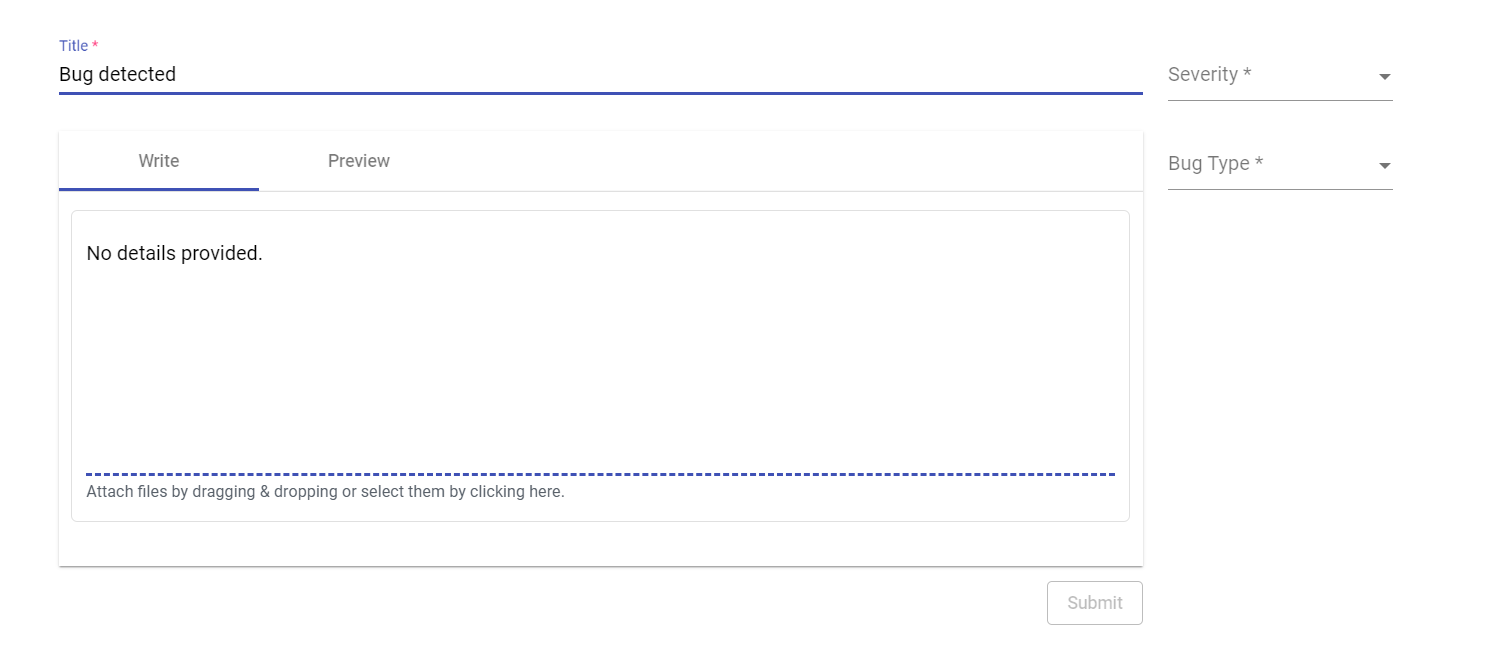 Title *
Bug detected
Severity *
Write
Preview
Bug Type *
No details provided.
Attach files by dragging & dropping or select them by clicking here.
Submit